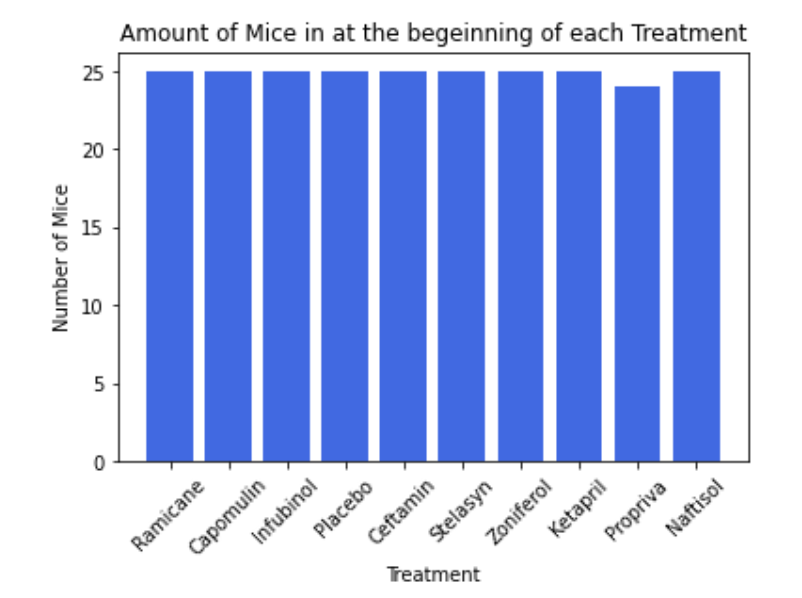 Amount of Mice in at the begeinning of each Treatment
Number of Mice
25
20
15
10
5
0
Ramicane
Capomulin
Infubinol
Placebo
Ceftamin
Stelasyn
Zoniferol
Ketapril
Propriva
Naftisol
Treatment